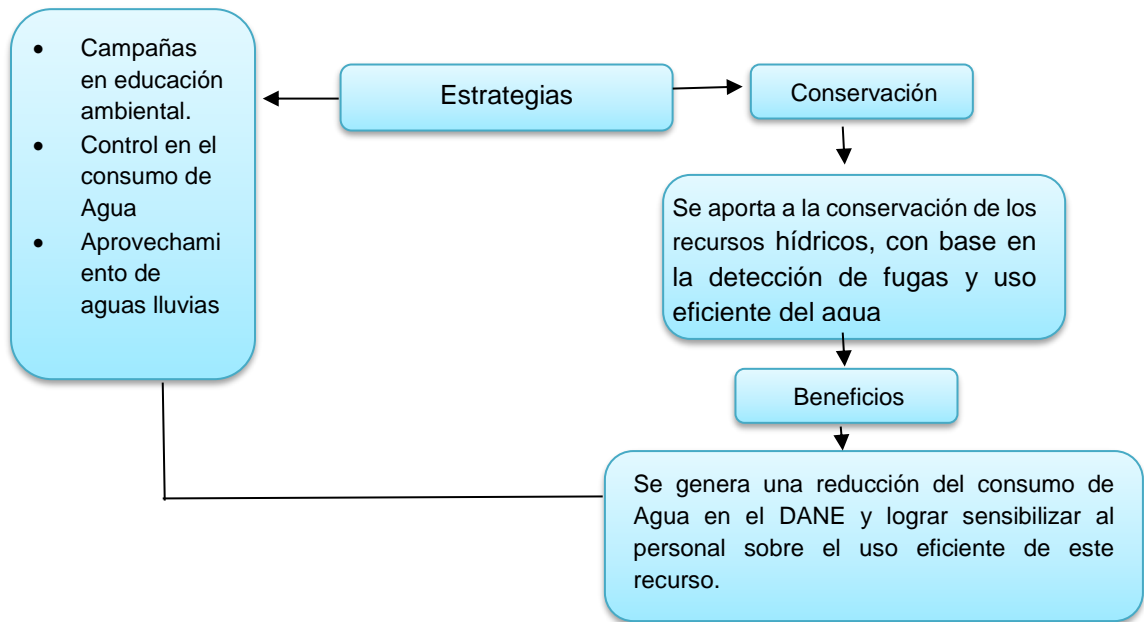 • Campañas
en educación
ambiental.
• Control en el
consumo de
Agua
• Aprovechami
ento de
aguas lluvias
Estrategias
Conservación
Se aporta a la conservación de los
recursos hídricos, con base en
la detección de fugas y uso
eficiente del agua
Beneficios
Se genera una reducción del consumo de
Agua en el DANE y lograr sensibilizar al
personal sobre el uso eficiente de este
recurso.